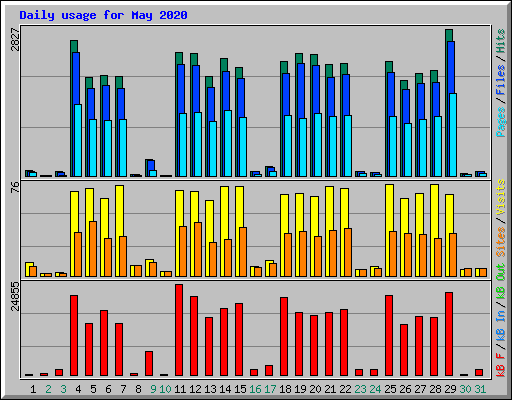 Daily usage for May 2020
2827
Pages / Files / Hits
76
Sites / Visits
24855
kB F / kB In / kB Out
1 2 3 4 5 6 7 8 9 10 11 12 13 14 15 16 17 18 19 20 21 22 23 24 25 26 27 28 29 30 31